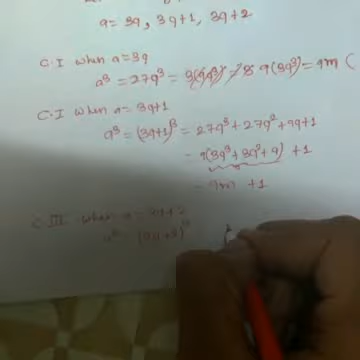 a = 3q, 3q+1, 3q+2
C.I when a = 3q
a³ = 27q³ = 9(3q³) = 9m (
C.I when a = 3q+1
a³ = (3q+1)³ = 27q³ + 27q² + 9q + 1
= 9(3q³ + 3q² + q) + 1
= 9m + 1
C.III when a = 3q+2
a³ = (3q+2)³